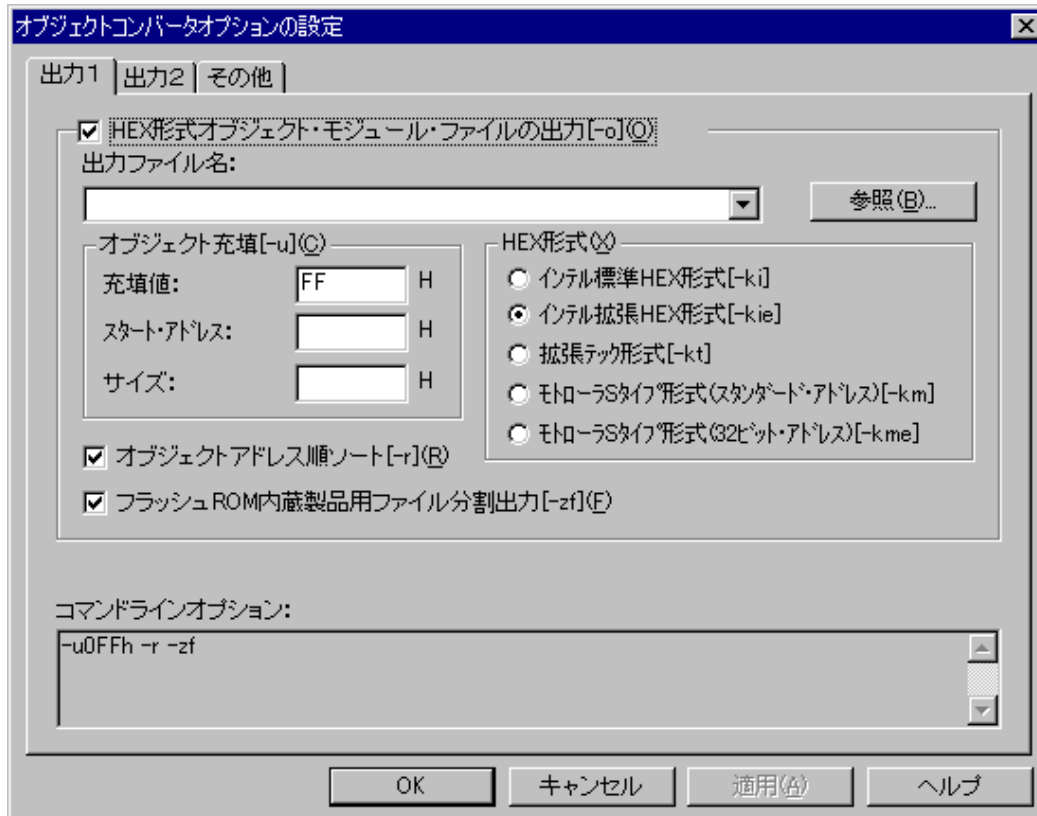 オブジェクトコンバータオプションの設定
出力1 出力2 その他
HEX形式オブジェクト・モジュール・ファイルの出力[-o](O)
出力ファイル名:
参照(B)...
オブジェクト充填[-u](C)
充填値: FF H
スタート・アドレス: H
サイズ: H
HEX形式(X)
インテル標準HEX形式[-ki]
インテル拡張HEX形式[-kie]
拡張テック形式[-kt]
モトローラSタイプ形式(スタンダード・アドレス)[-km]
モトローラSタイプ形式(32ビット・アドレス)[-kme]
オブジェクトアドレス順ソート[-r](R)
フラッシュROM内蔵製品用ファイル分割出力[-zf](F)
コマンドラインオプション:
-u0FFh -r -zf
OK キャンセル 適用(A) ヘルプ